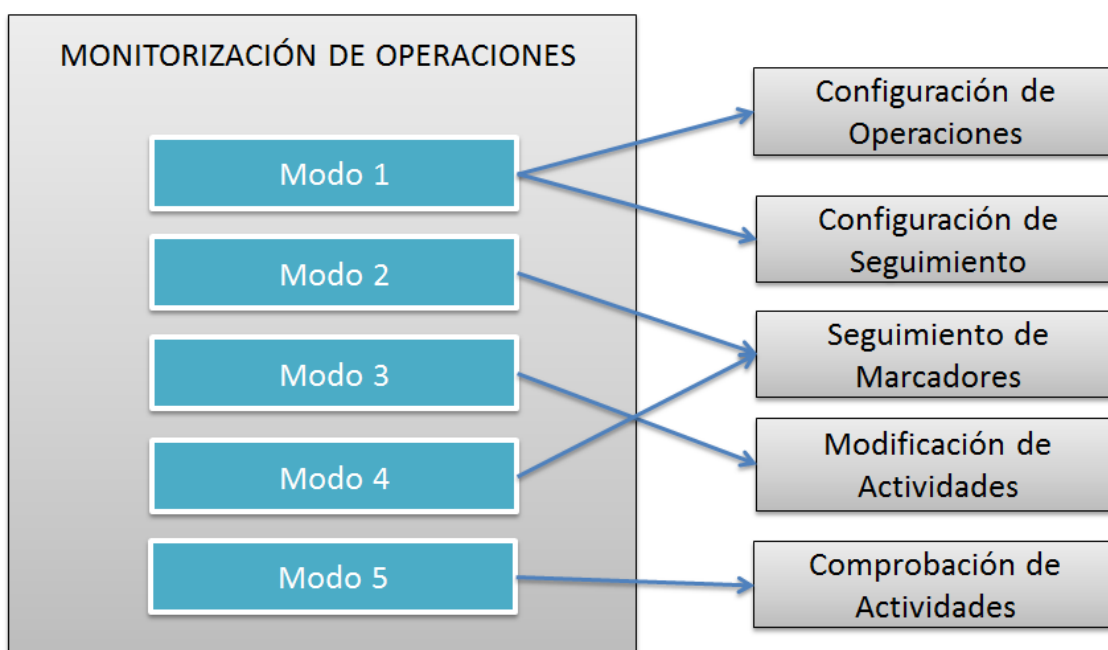 MONITORIZACIÓN DE OPERACIONES
Modo 1
Modo 2
Modo 3
Modo 4
Modo 5
Configuración de
Operaciones
Configuración de
Seguimiento
Seguimiento de
Marcadores
Modificación de
Actividades
Comprobación de
Actividades